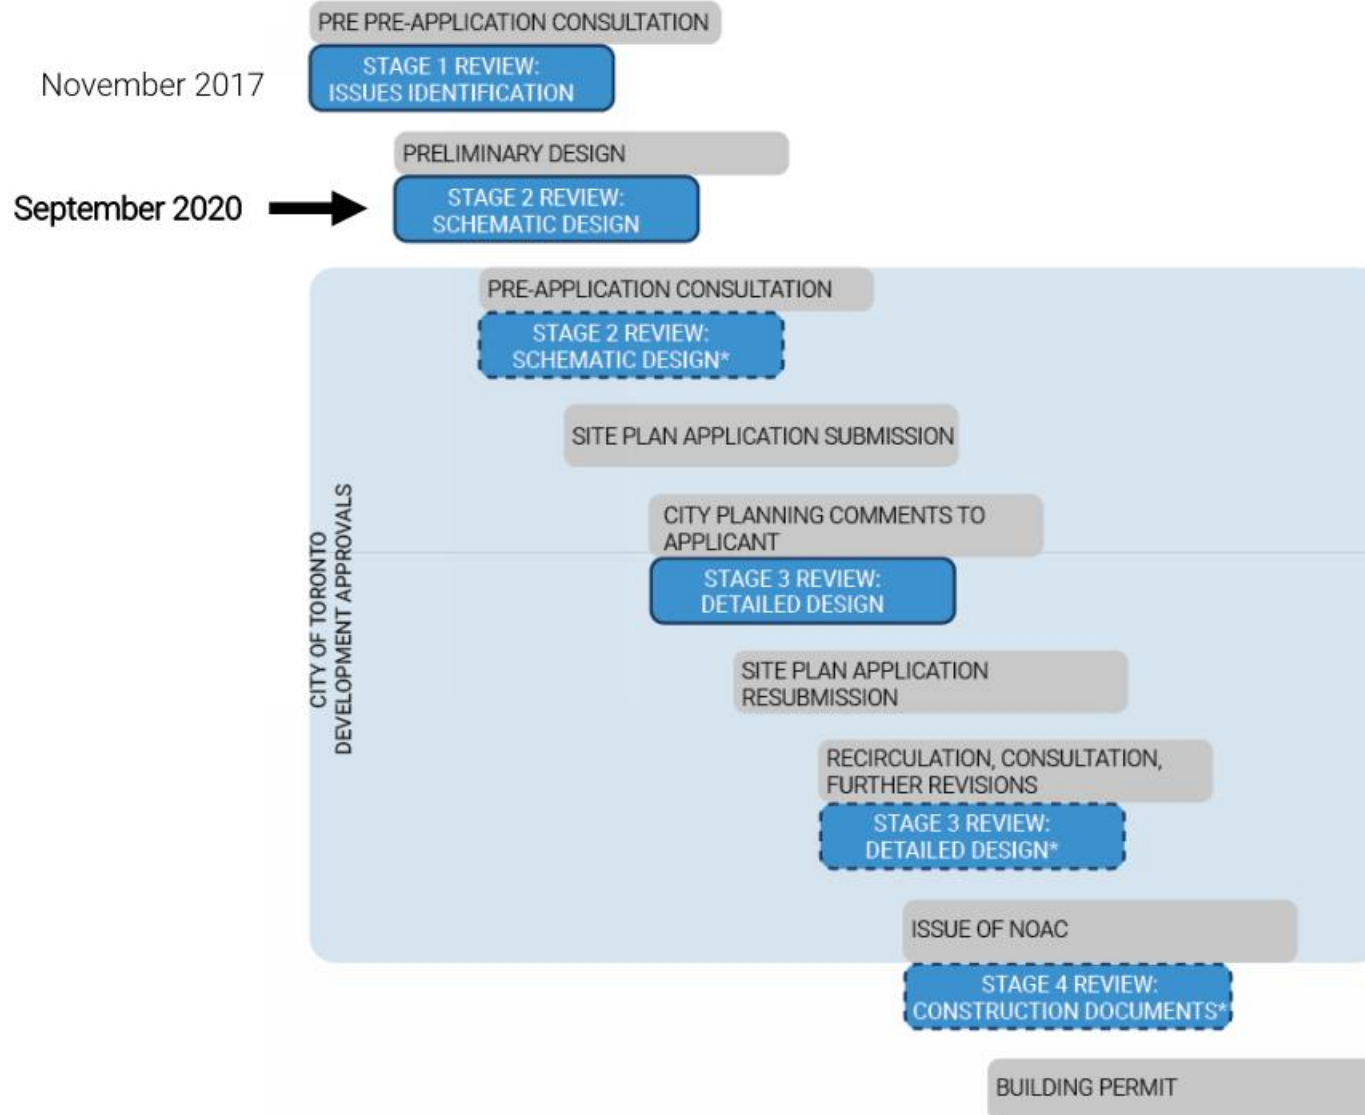 PRE PRE-APPLICATION CONSULTATION
November 2017
STAGE 1 REVIEW:
ISSUES IDENTIFICATION
PRELIMINARY DESIGN
September 2020
STAGE 2 REVIEW:
SCHEMATIC DESIGN
PRE-APPLICATION CONSULTATION
STAGE 2 REVIEW:
SCHEMATIC DESIGN*
SITE PLAN APPLICATION SUBMISSION
CITY PLANNING COMMENTS TO
APPLICANT
STAGE 3 REVIEW:
DETAILED DESIGN
CITY OF TORONTO
DEVELOPMENT APPROVALS
SITE PLAN APPLICATION
RESUBMISSION
RECIRCULATION, CONSULTATION,
FURTHER REVISIONS
STAGE 3 REVIEW:
DETAILED DESIGN*
ISSUE OF NOAC
STAGE 4 REVIEW:
CONSTRUCTION DOCUMENTS*
BUILDING PERMIT